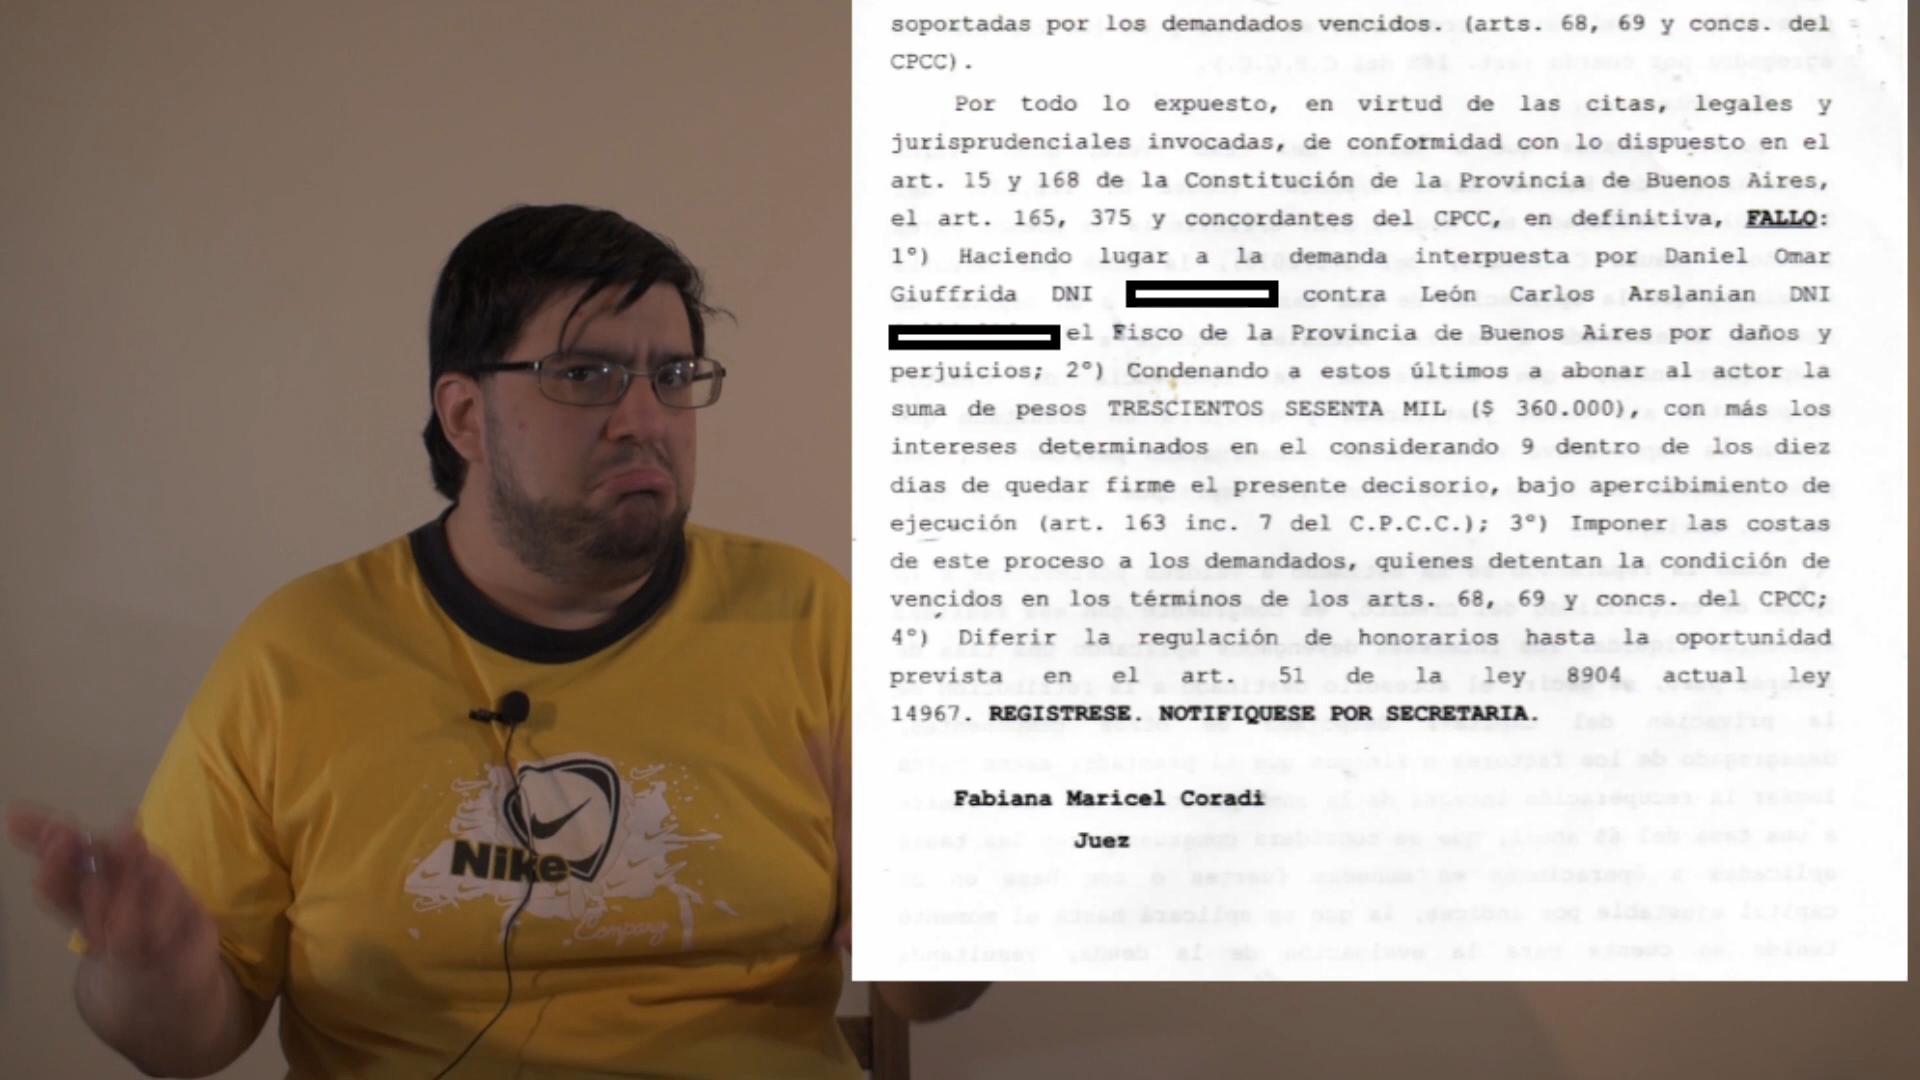 soportadas por los demandados vencidos. (arts. 68, 69 y concs. del
CPCC).
Por todo lo expuesto, en virtud de las citas, legales y
jurisprudenciales invocadas, de conformidad con lo dispuesto en el
art. 15 y 168 de la Constitución de la Provincia de Buenos Aires,
el art. 165, 375 y concordantes del CPCC, en definitiva, FALLO:
1°) Haciendo lugar a la demanda interpuesta por Daniel Omar
Giuffrida DNI contra León Carlos Arslanian DNI
el Fisco de la Provincia de Buenos Aires por daños y
perjuicios; 2°) Condenando a estos últimos a abonar al actor la
suma de pesos TRESCIENTOS SESENTA MIL ($ 360.000), con más los
intereses determinados en el considerando 9 dentro de los diez
días de quedar firme el presente decisorio, bajo apercibimiento de
ejecución (art. 163 inc. 7 del C.P.C.C.); 3°) Imponer las costas
de este proceso a los demandados, quienes detentan la condición de
vencidos en los términos de los arts. 68, 69 y concs. del CPCC;
4°) Diferir la regulación de honorarios hasta la oportunidad
prevista en el art. 51 de la ley 8904 actual ley
14967. REGISTRESE. NOTIFIQUESE POR SECRETARIA.
Fabiana Maricel Coradi
Juez
Nike
Company